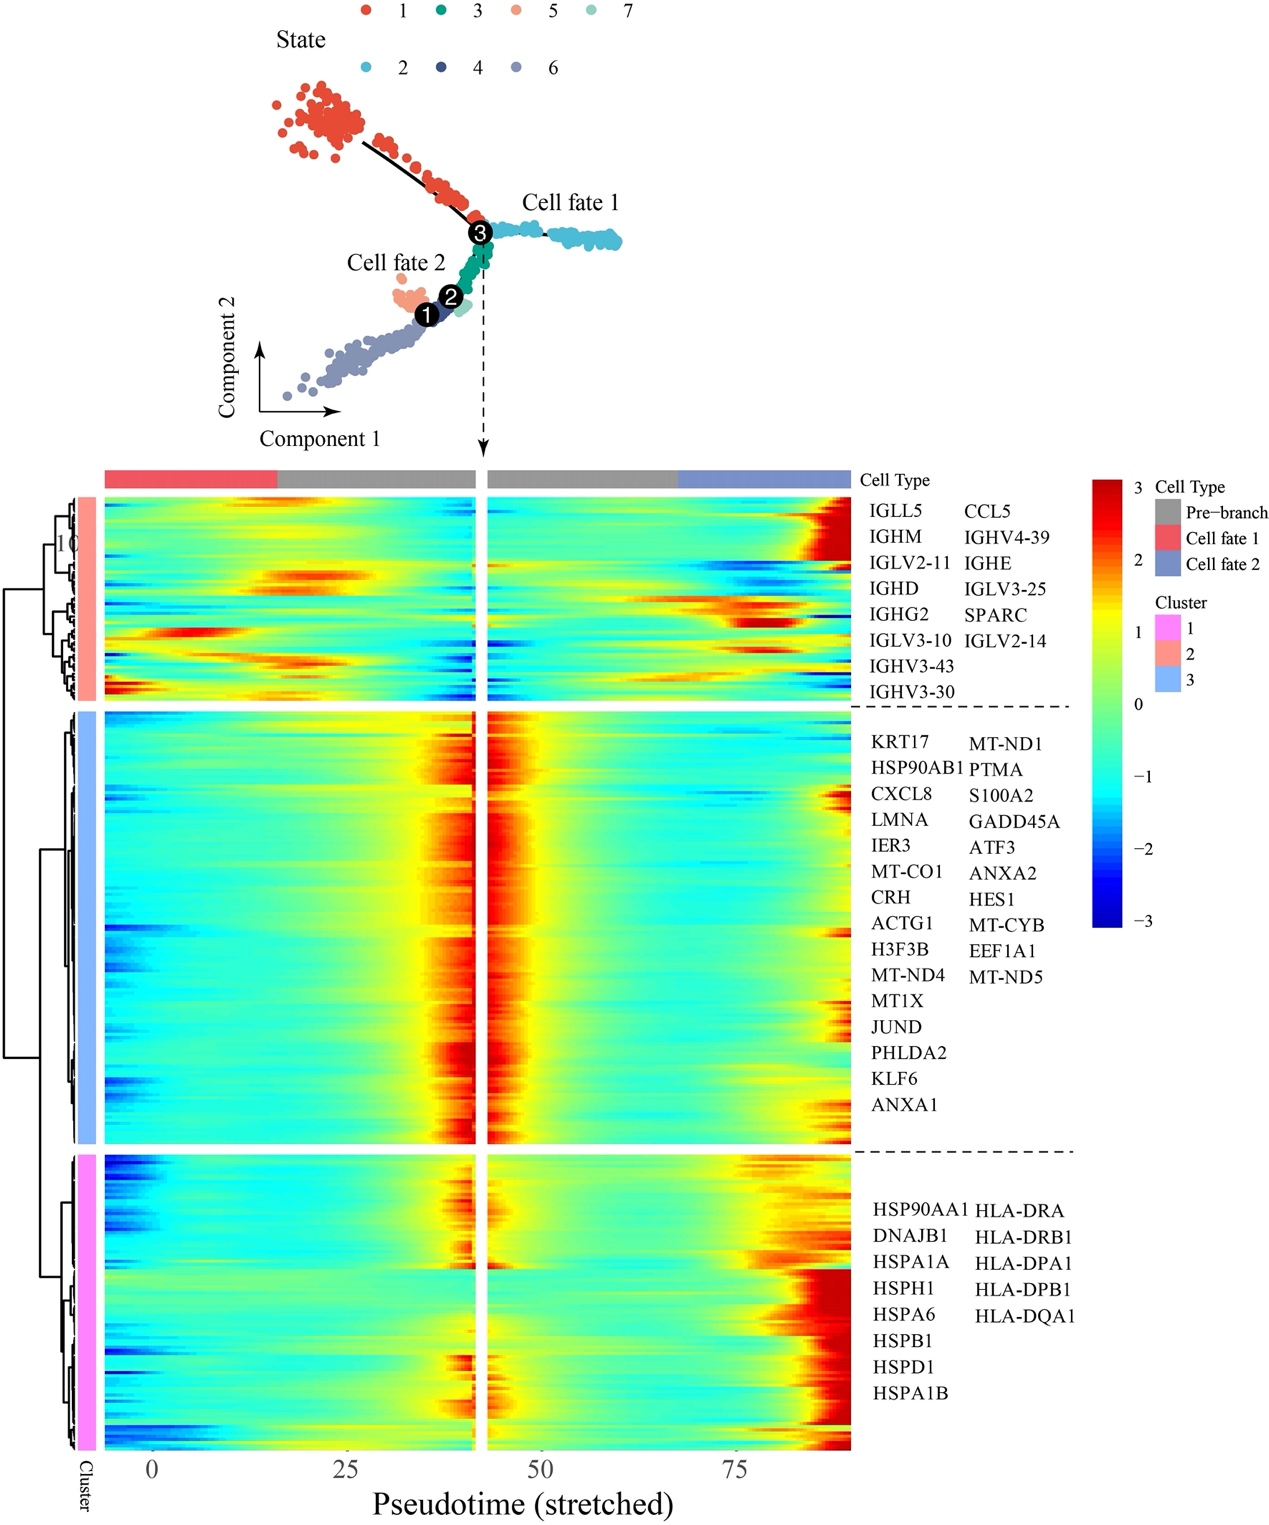 State
1 3 5 7
2 4 6
Cell fate 1
3
Cell fate 2
2
1
Component 2
Component 1
Cell Type
10
IGLL5 CCL5
IGHM IGHV4-39
IGLV2-11 IGHE
IGHD IGLV3-25
IGHG2 SPARC
IGLV3-10 IGLV2-14
IGHV3-43
IGHV3-30
KRT17 MT-ND1
HSP90AB1 PTMA
CXCL8 S100A2
LMNA GADD45A
IER3 ATF3
MT-CO1 ANXA2
CRH HES1
ACTG1 MT-CYB
H3F3B EEF1A1
MT-ND4 MT-ND5
MT1X
JUND
PHLDA2
KLF6
ANXA1
HSP90AA1 HLA-DRA
DNAJB1 HLA-DRB1
HSPA1A HLA-DPA1
HSPH1 HLA-DPB1
HSPA6 HLA-DQA1
HSPB1
HSPD1
HSPA1B
3
2
1
0
−1
−2
−3
Cell Type
Pre−branch
Cell fate 1
Cell fate 2
Cluster
1
2
3
Cluster
0 25 50 75
Pseudotime (stretched)